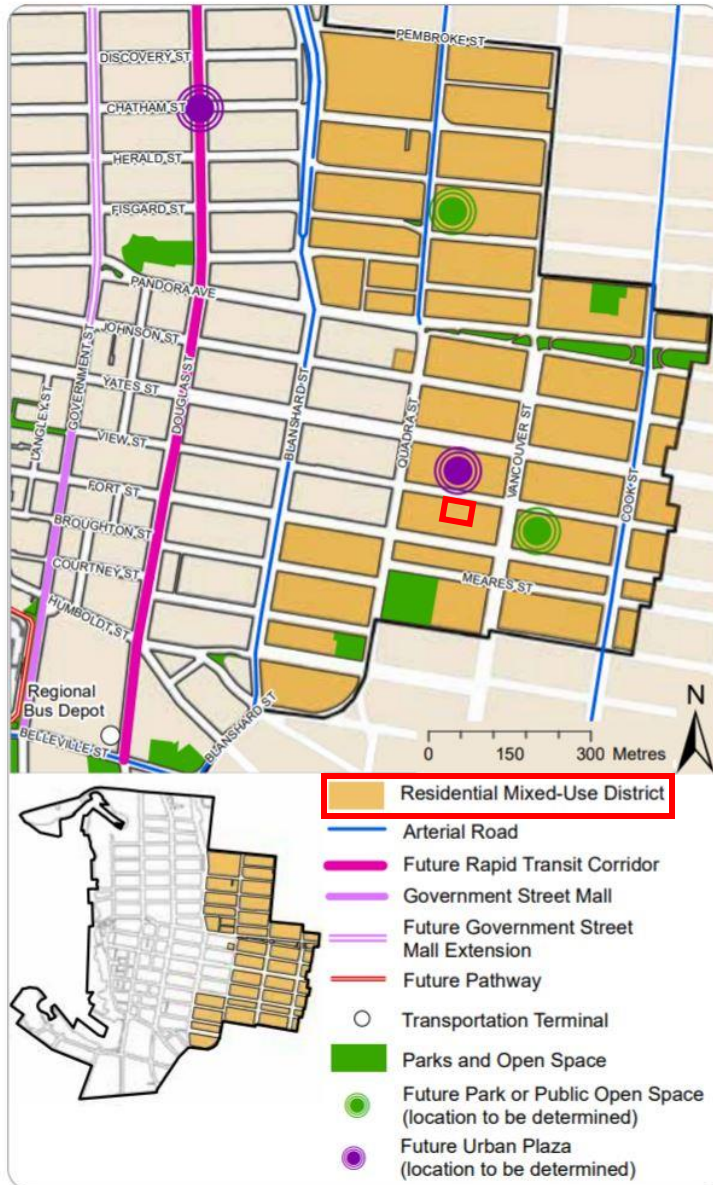 PEMBROKE ST
DISCOVERY ST
CHATHAM ST
HERALD ST
FISGARD ST
PANDORA AVE
JOHNSON ST
YATES ST
VIEW ST
FORT ST
BROUGHTON ST
COURTNEY ST
HUMBOLDT ST
LANGLEY ST
GOVERNMENT ST
DOUGLAS ST
BLANSHARD ST
QUADRA ST
VANCOUVER ST
COOK ST
MEARES ST
Regional
Bus Depot
BELLEVILLE ST
BLANSHARD ST
N
0 150 300 Metres
Residential Mixed-Use District
Arterial Road
Future Rapid Transit Corridor
Government Street Mall
Future Government Street
Mall Extension
Future Pathway
Transportation Terminal
Parks and Open Space
Future Park or Public Open Space
(location to be determined)
Future Urban Plaza
(location to be determined)